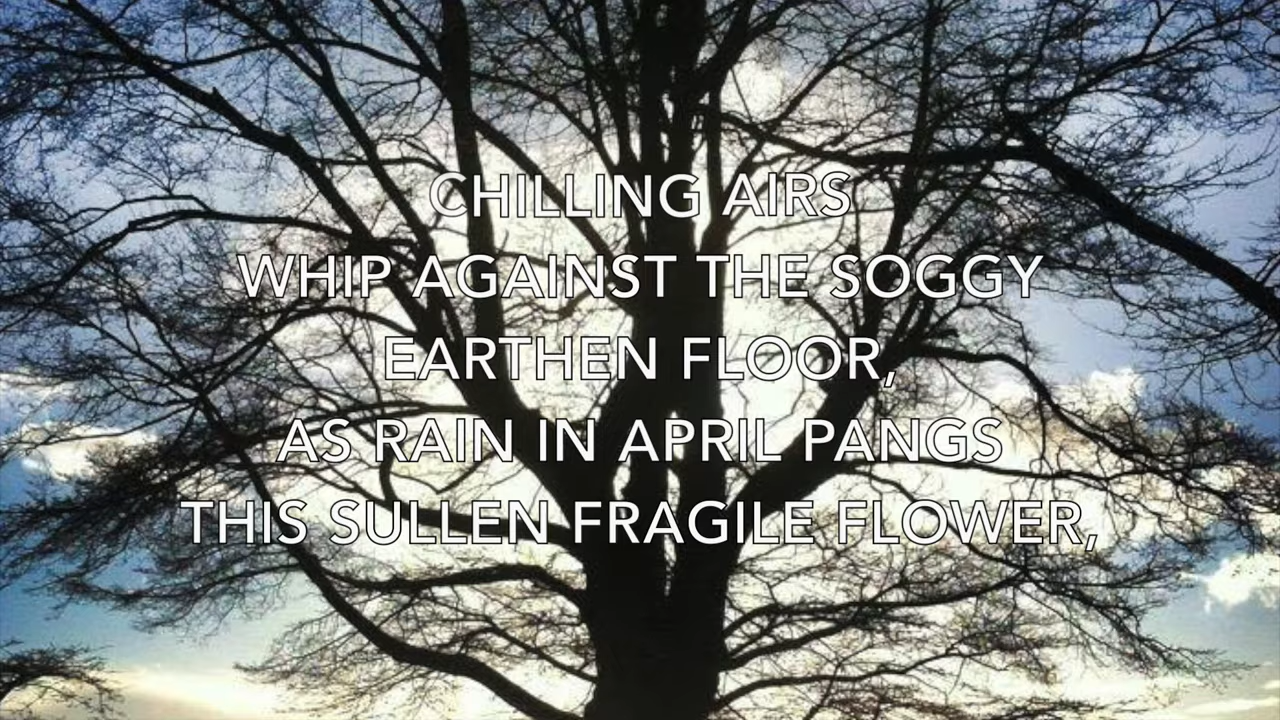 CHILLING AIRS
WHIP AGAINST THE SOGGY
EARTHEN FLOOR,
AS RAIN IN APRIL PANGS
THIS SULLEN FRAGILE FLOWER,